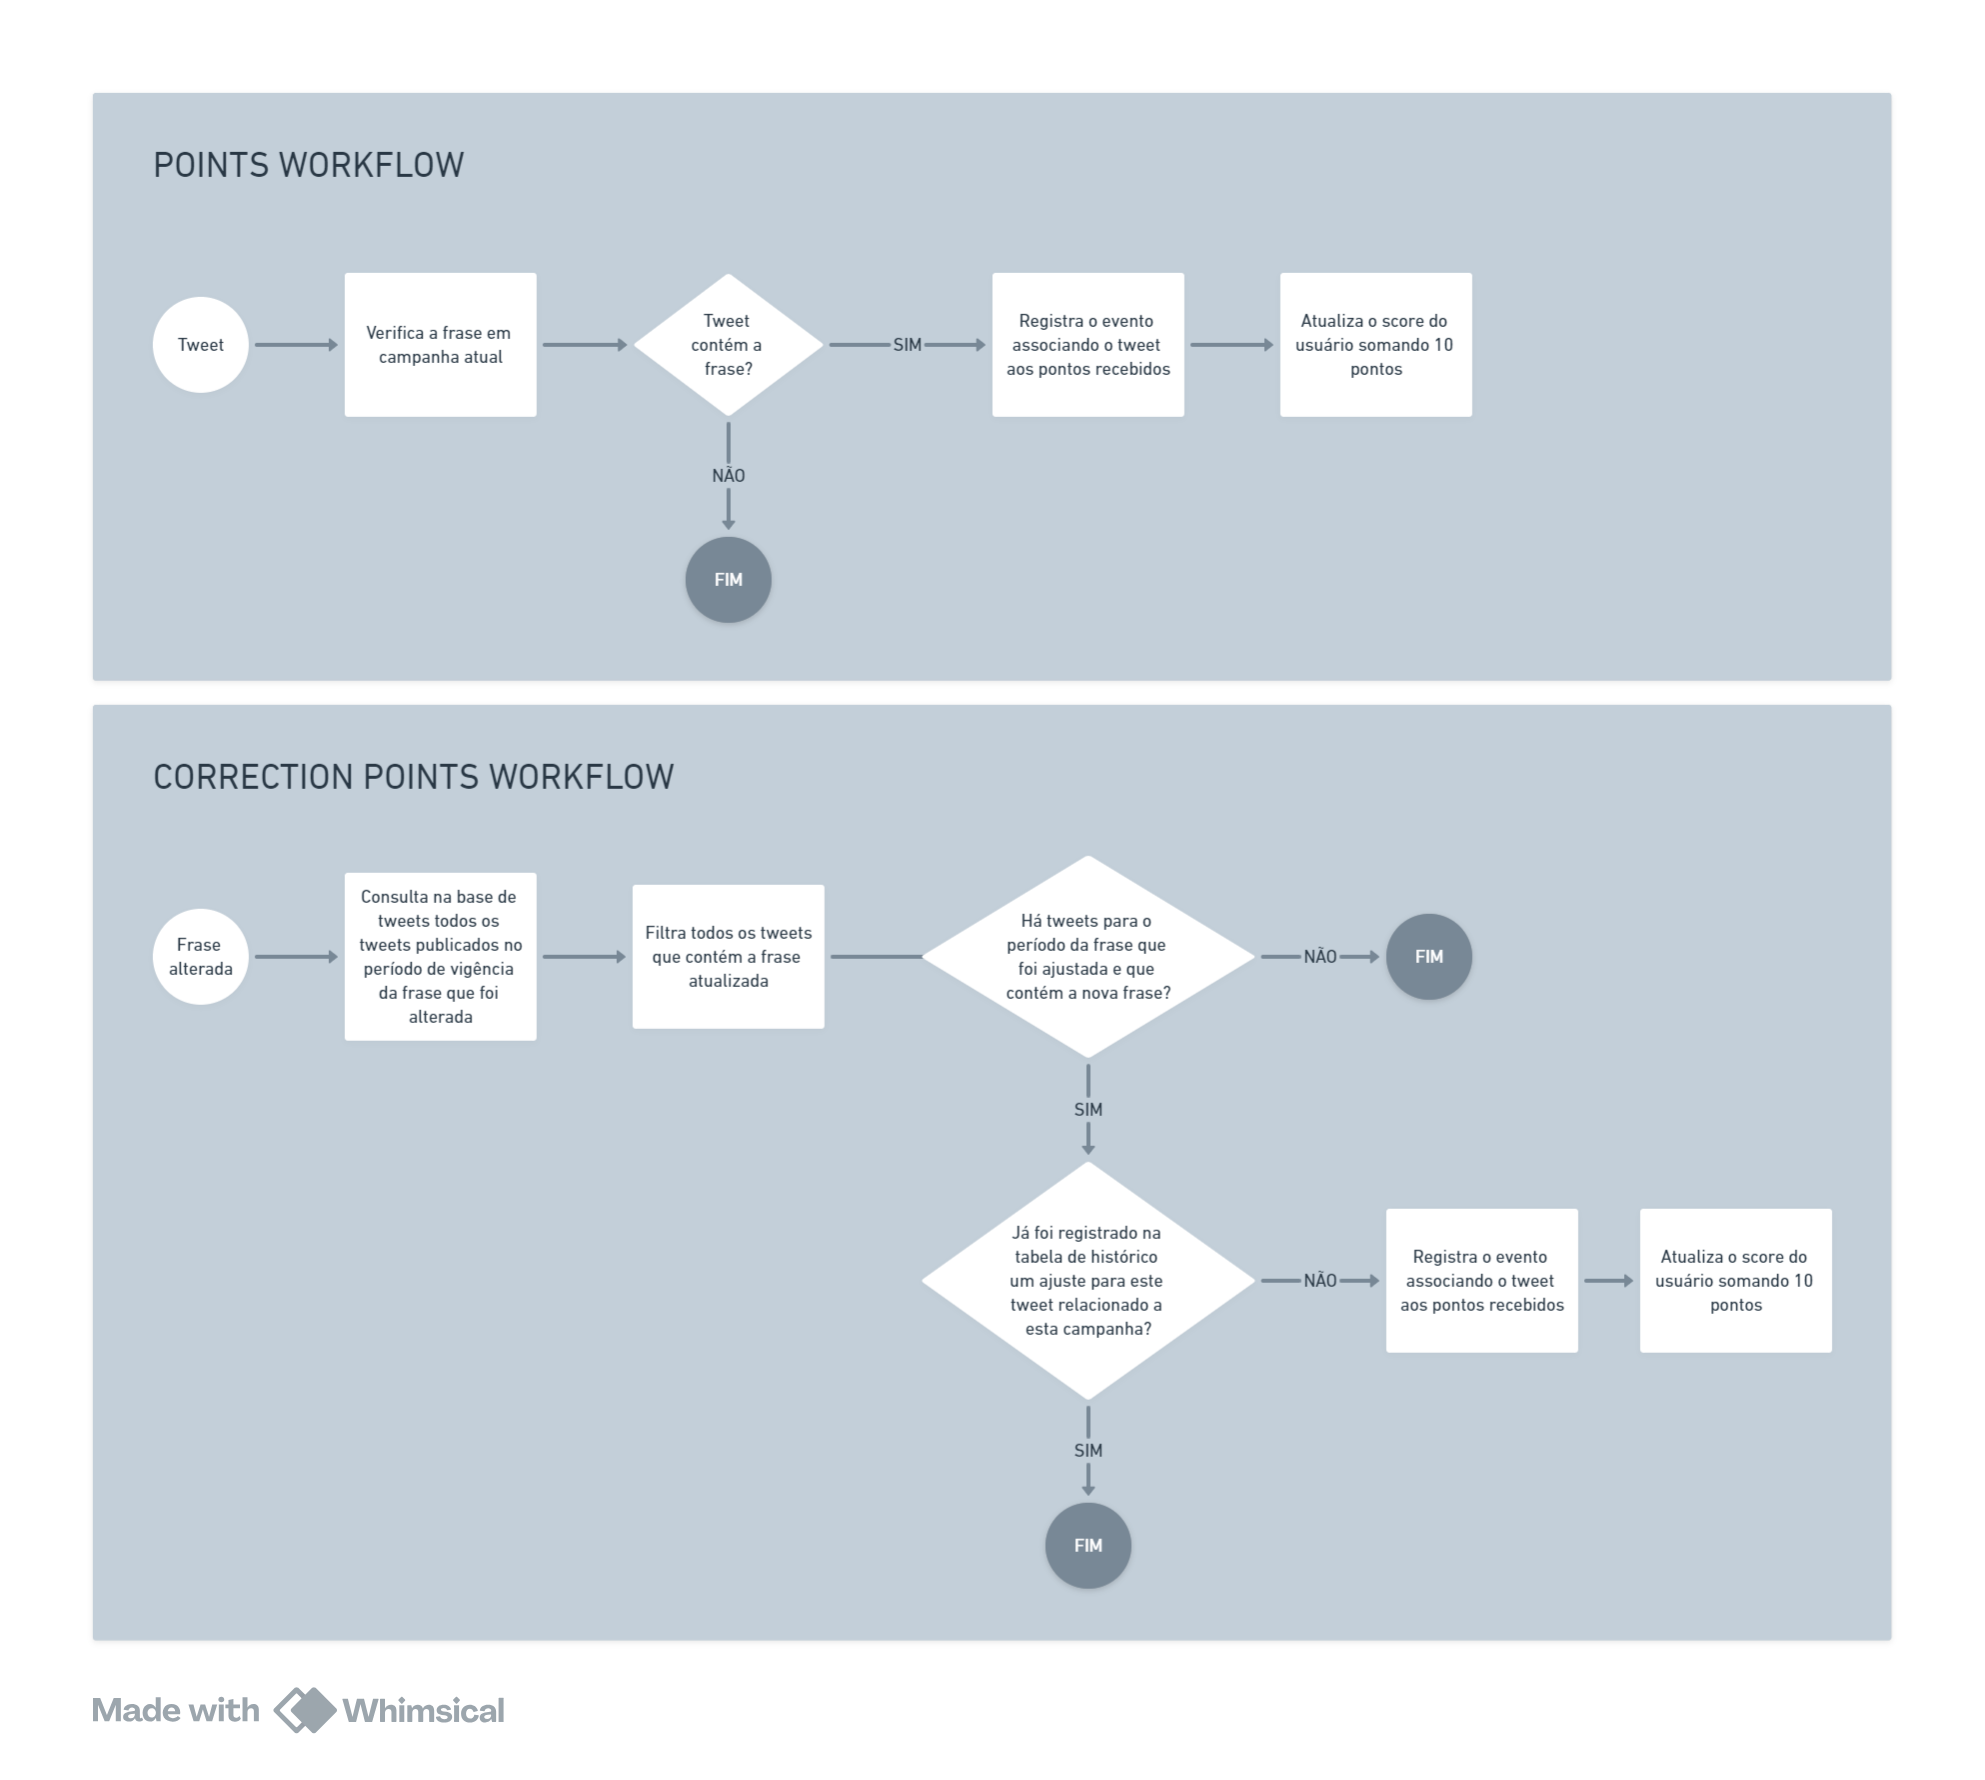 POINTS WORKFLOW
Tweet
Verifica a frase em
campanha atual
Tweet
contém a
frase?
SIM
Registra o evento
associando o tweet
aos pontos recebidos
Atualiza o score do
usuário somando 10
pontos
NÃO
FIM
CORRECTION POINTS WORKFLOW
Frase
alterada
Consulta na base de
tweets todos os
tweets publicados no
período de vigência
da frase que foi
alterada
Filtra todos os tweets
que contém a frase
atualizada
Há tweets para o
período da frase que
foi ajustada e que
contém a nova frase?
NÃO
FIM
SIM
Já foi registrado na
tabela de histórico
um ajuste para este
tweet relacionado a
esta campanha?
NÃO
Registra o evento
associando o tweet
aos pontos recebidos
Atualiza o score do
usuário somando 10
pontos
SIM
FIM
Made with Whimsical